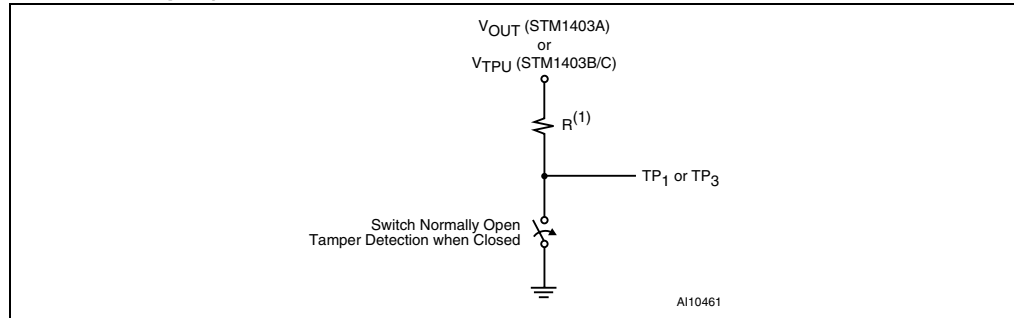 VOUT (STM1403A)
or
VTPU (STM1403B/C)
R(1)
TP1 or TP3
Switch Normally Open
Tamper Detection when Closed
AI10461